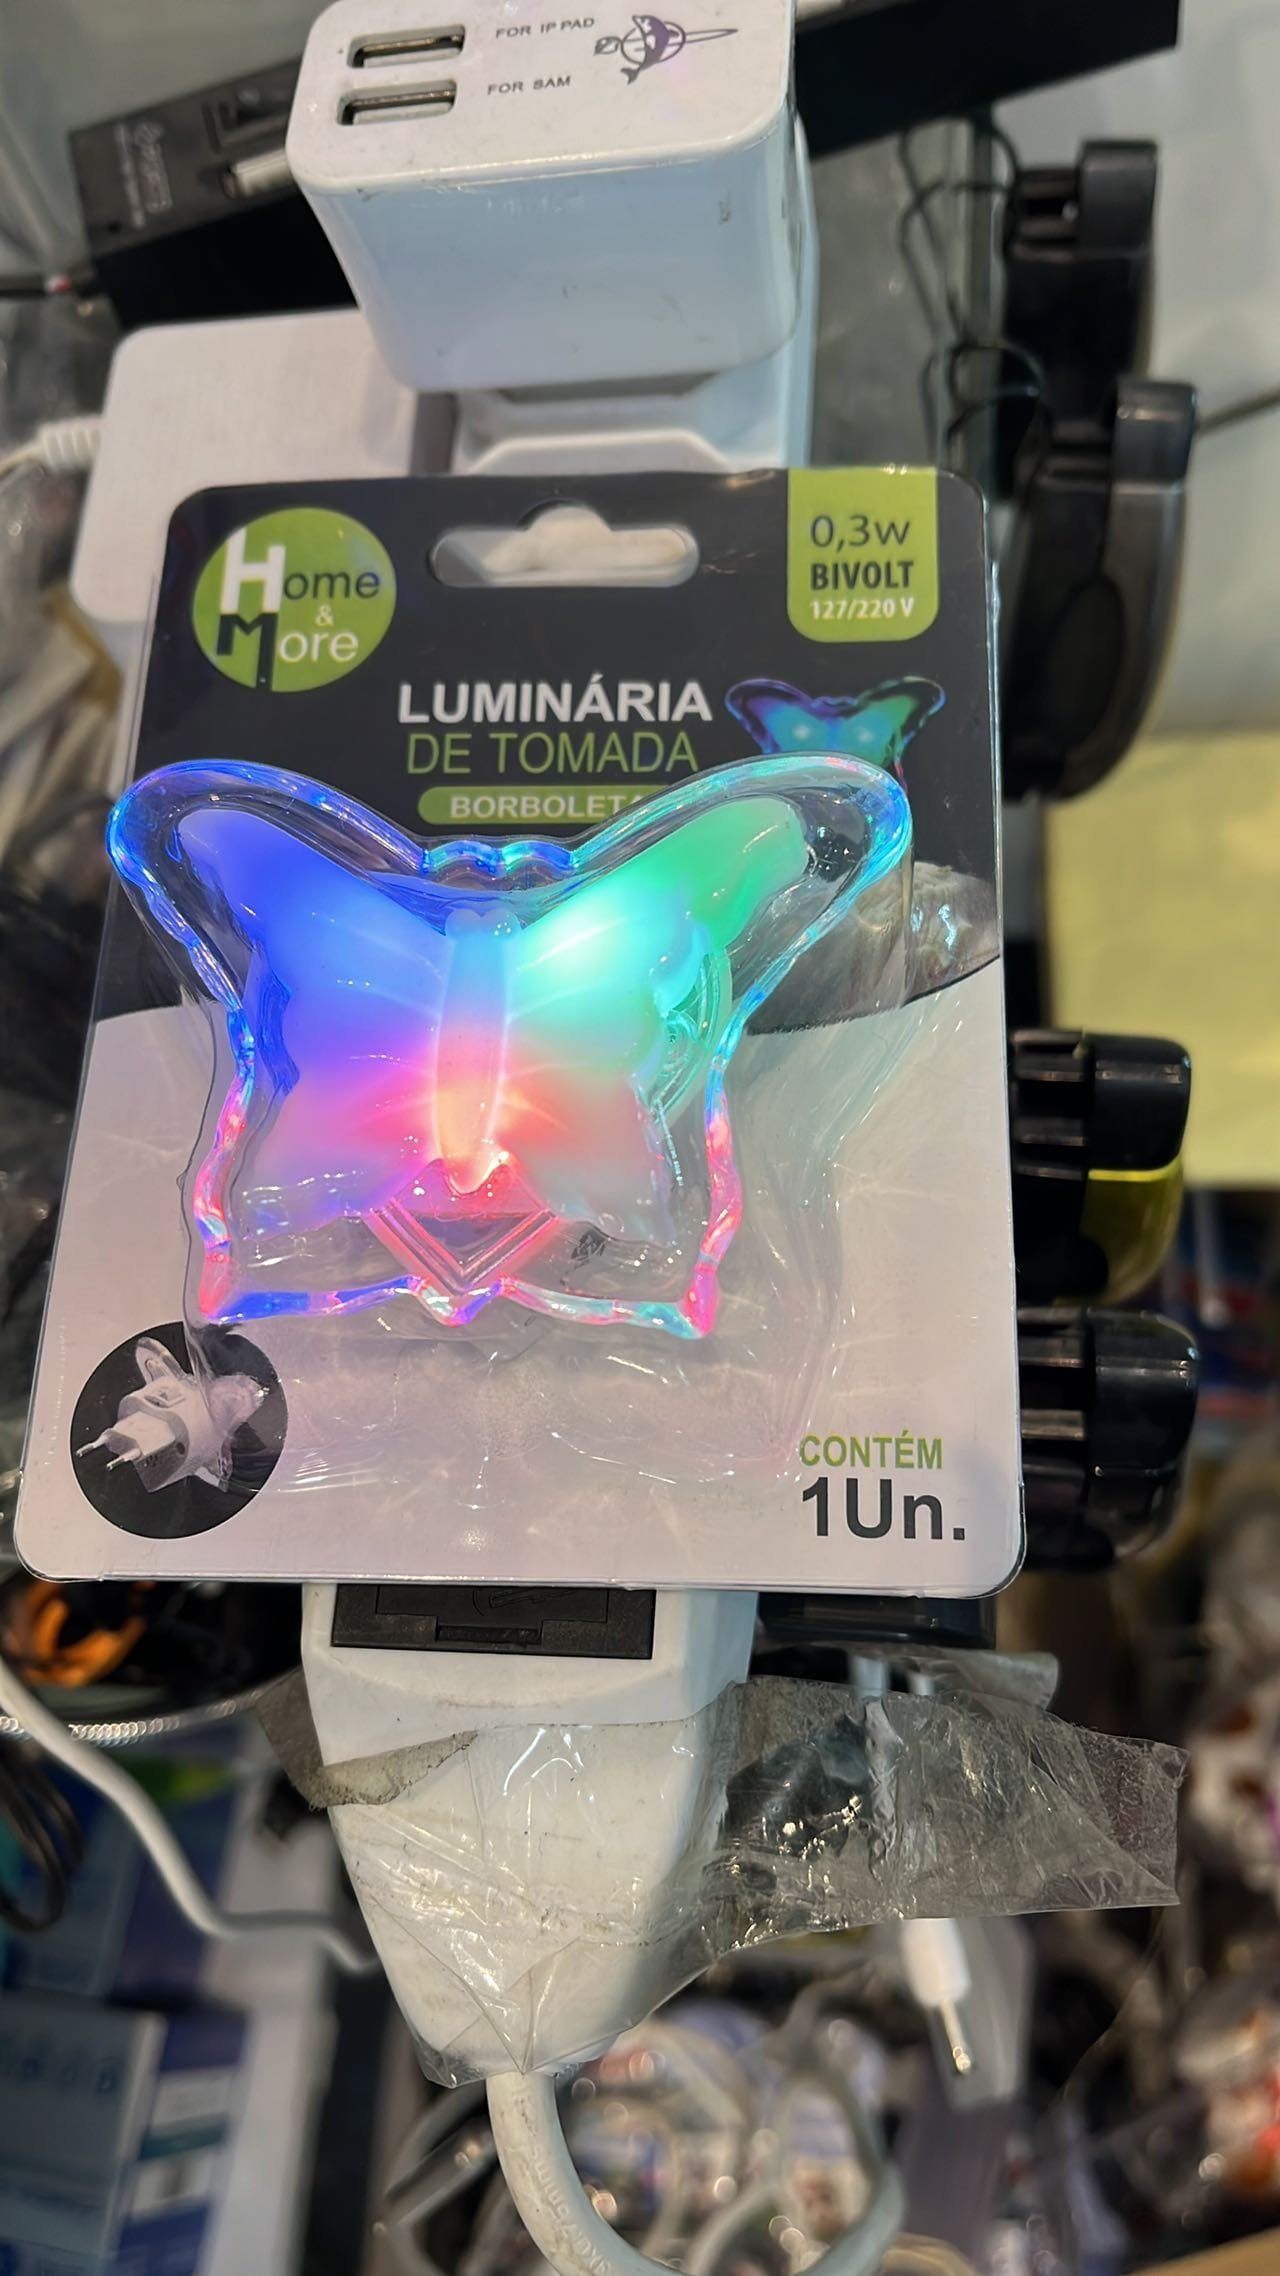 FOR IP PAD
FOR SAM
Home
&
More
0,3w
BIVOLT
127/220 V
LUMINÁRIA
DE TOMADA
BORBOLETA
CONTÉM
1Un.